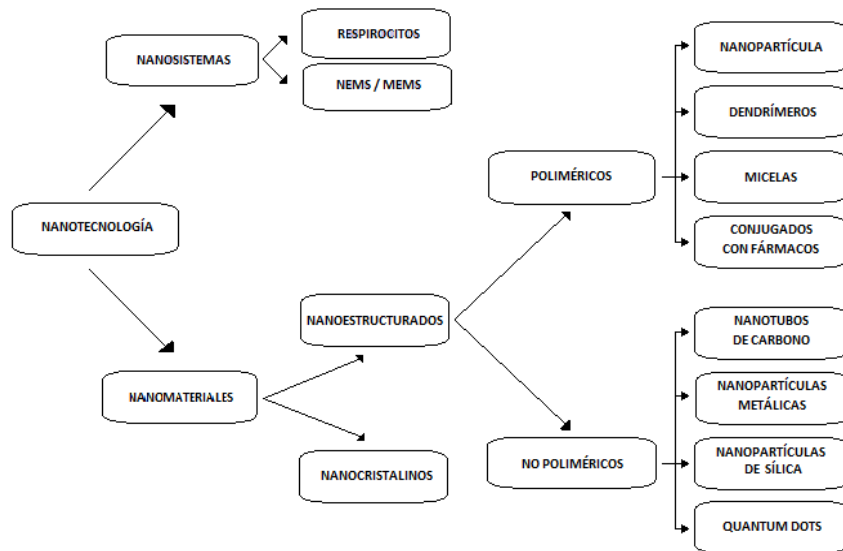 NANOTECNOLOGÍA
NANOSISTEMAS
RESPIROCITOS
NEMS / MEMS
NANOMATERIALES
NANOESTRUCTURADOS
NANOCRISTALINOS
POLIMÉRICOS
NANOPARTÍCULA
DENDRÍMEROS
MICELAS
CONJUGADOS
CON FÁRMACOS
NO POLIMÉRICOS
NANOTUBOS
DE CARBONO
NANOPARTÍCULAS
METÁLICAS
NANOPARTÍCULAS
DE SÍLICA
QUANTUM DOTS